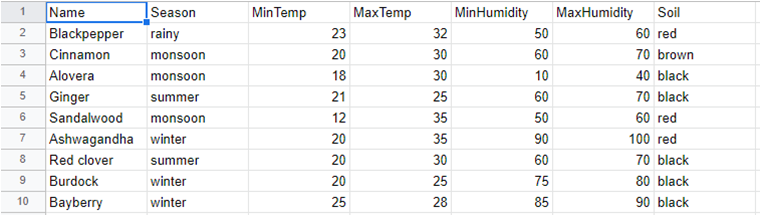 1 Name Season MinTemp MaxTemp MinHumidity MaxHumidity Soil
2 Blackpepper rainy 23 32 50 60 red
3 Cinnamon monsoon 20 30 60 70 brown
4 Alovera monsoon 18 30 10 40 black
5 Ginger summer 21 25 60 70 black
6 Sandalwood monsoon 12 35 50 60 red
7 Ashwagandha winter 20 35 90 100 red
8 Red clover summer 20 30 60 70 black
9 Burdock winter 20 25 75 80 black
10 Bayberry winter 25 28 85 90 black